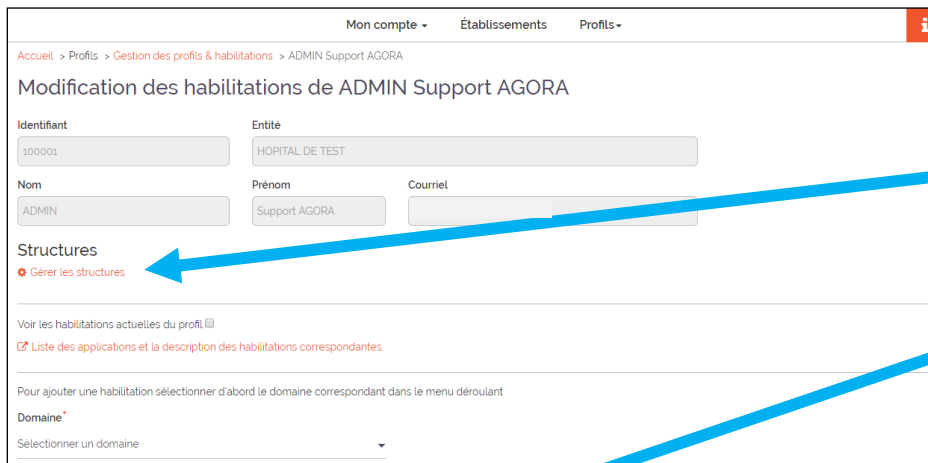 Mon compte Établissements Profils
i
Accueil > Profils > Gestion des profils & habilitations > ADMIN Support AGORA
Modification des habilitations de ADMIN Support AGORA
Identifiant Entité
100001 HOPITAL DE TEST
Nom Prénom Courriel
ADMIN Support AGORA
Structures
Gérer les structures
Voir les habilitations actuelles du profil
Liste des applications et la description des habilitations correspondantes.
Pour ajouter une habilitation sélectionner d'abord le domaine correspondant dans le menu déroulant
Domaine*
Sélectionner un domaine